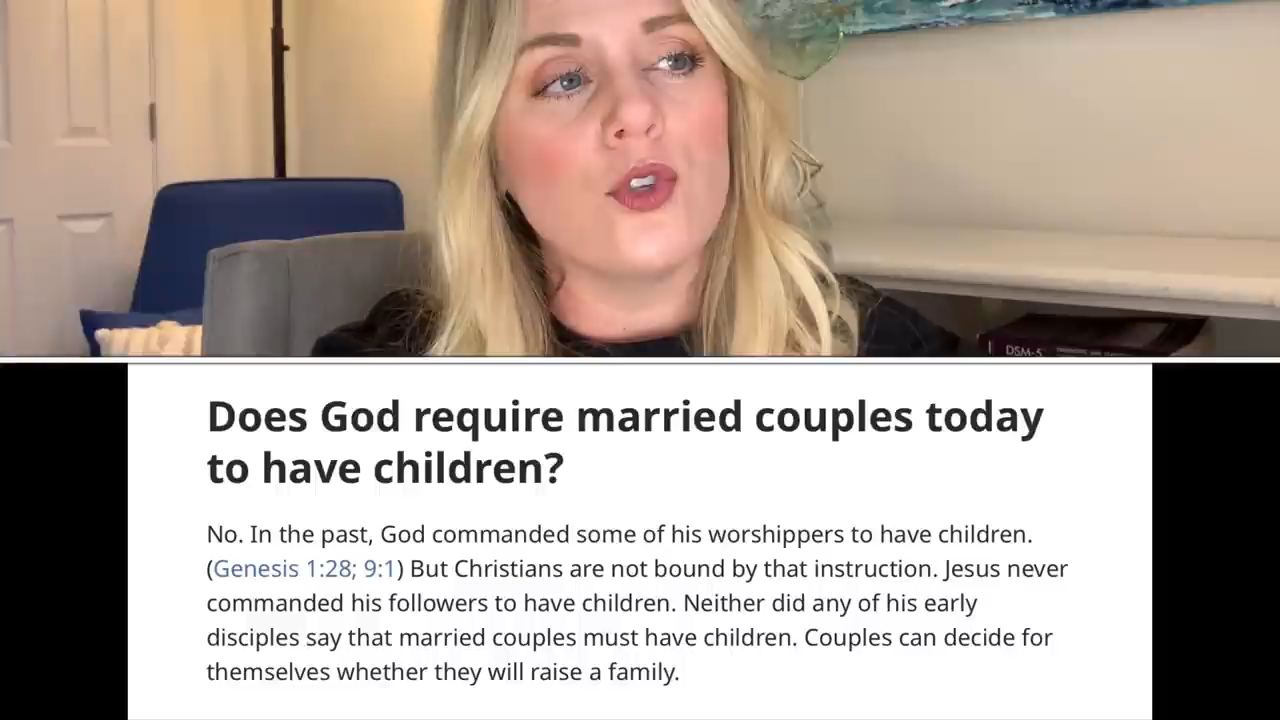 DSM-5
Does God require married couples today
to have children?
No. In the past, God commanded some of his worshippers to have children.
(Genesis 1:28; 9:1) But Christians are not bound by that instruction. Jesus never
commanded his followers to have children. Neither did any of his early
disciples say that married couples must have children. Couples can decide for
themselves whether they will raise a family.